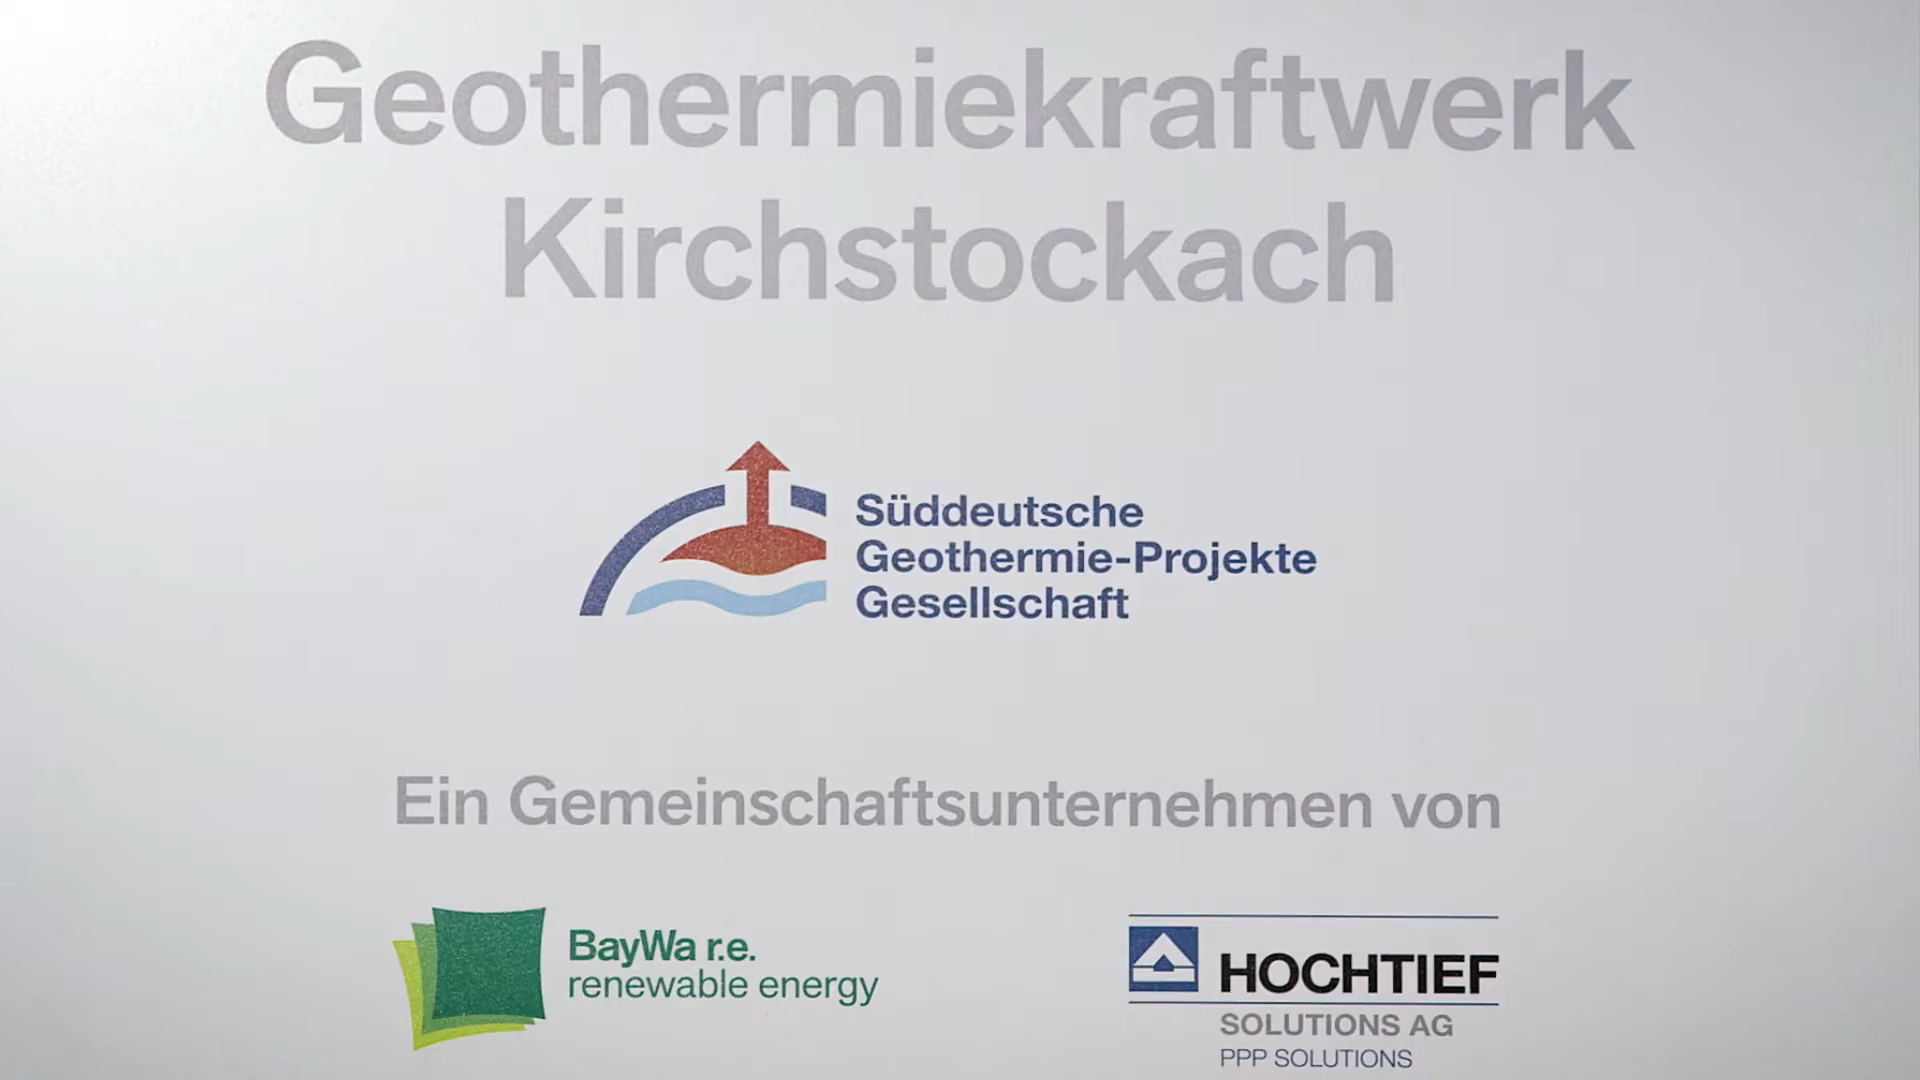 Geothermiekraftwerk
Kirchstockach
Süddeutsche
Geothermie-Projekte
Gesellschaft
Ein Gemeinschaftsunternehmen von
BayWa r.e.
renewable energy
HOCHTIEF
SOLUTIONS AG
PPP SOLUTIONS